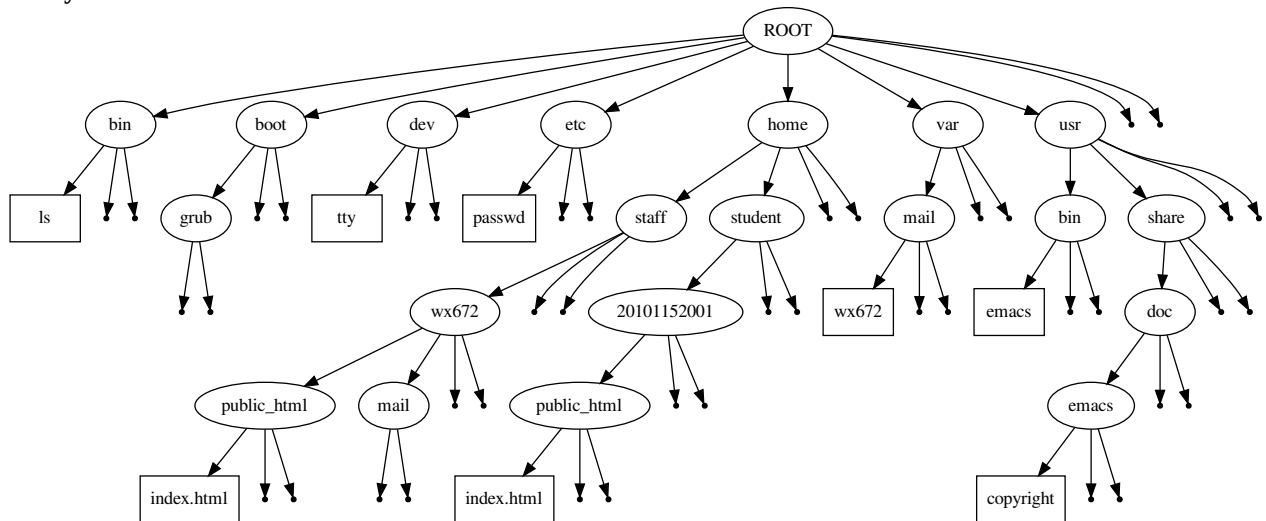 ROOT
bin boot dev etc home var usr
ls grub tty passwd staff student mail bin share
wx672 20101152001 wx672 emacs doc
public_html mail public_html emacs
index.html index.html copyright